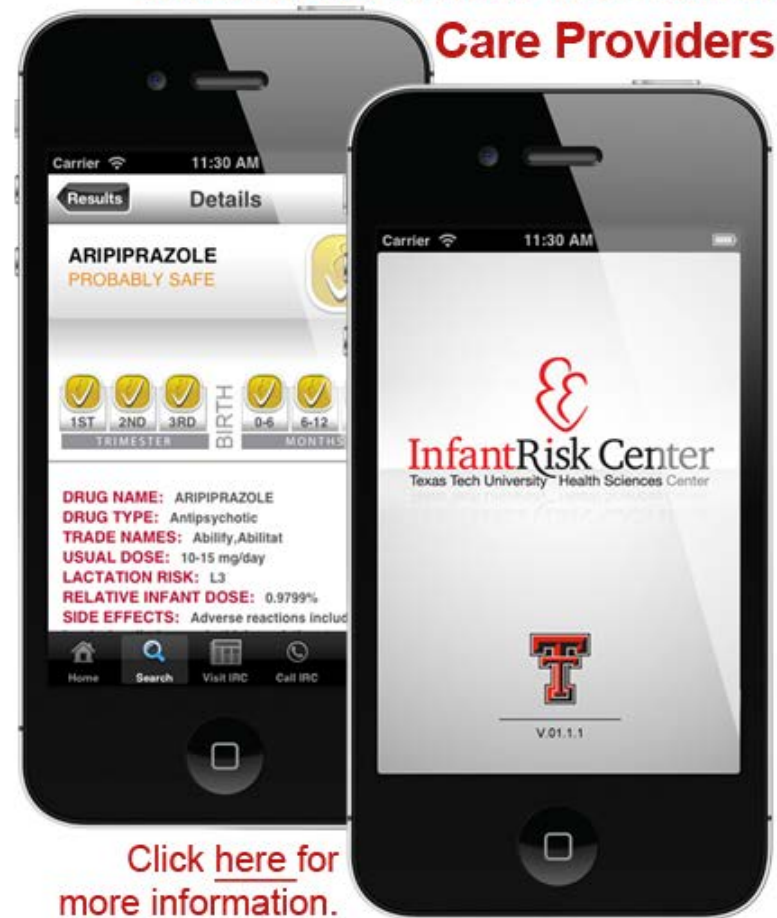 Care Providers
Carrier 11:30 AM
Results Details
ARIPIPRAZOLE
PROBABLY SAFE
1ST 2ND 3RD BIRTH 0-6 6-12
TRIMESTER MONTHS
DRUG NAME: ARIPIPRAZOLE
DRUG TYPE: Antipsychotic
TRADE NAMES: Abilify,Abilitat
USUAL DOSE: 10-15 mg/day
LACTATION RISK: L3
RELATIVE INFANT DOSE: 0.9799%
SIDE EFFECTS: Adverse reactions includ
Home Search Visit IRC Call IRC
Carrier 11:30 AM
InfantRisk Center
Texas Tech University Health Sciences Center
T
V.01.1.1
Click here for
more information.